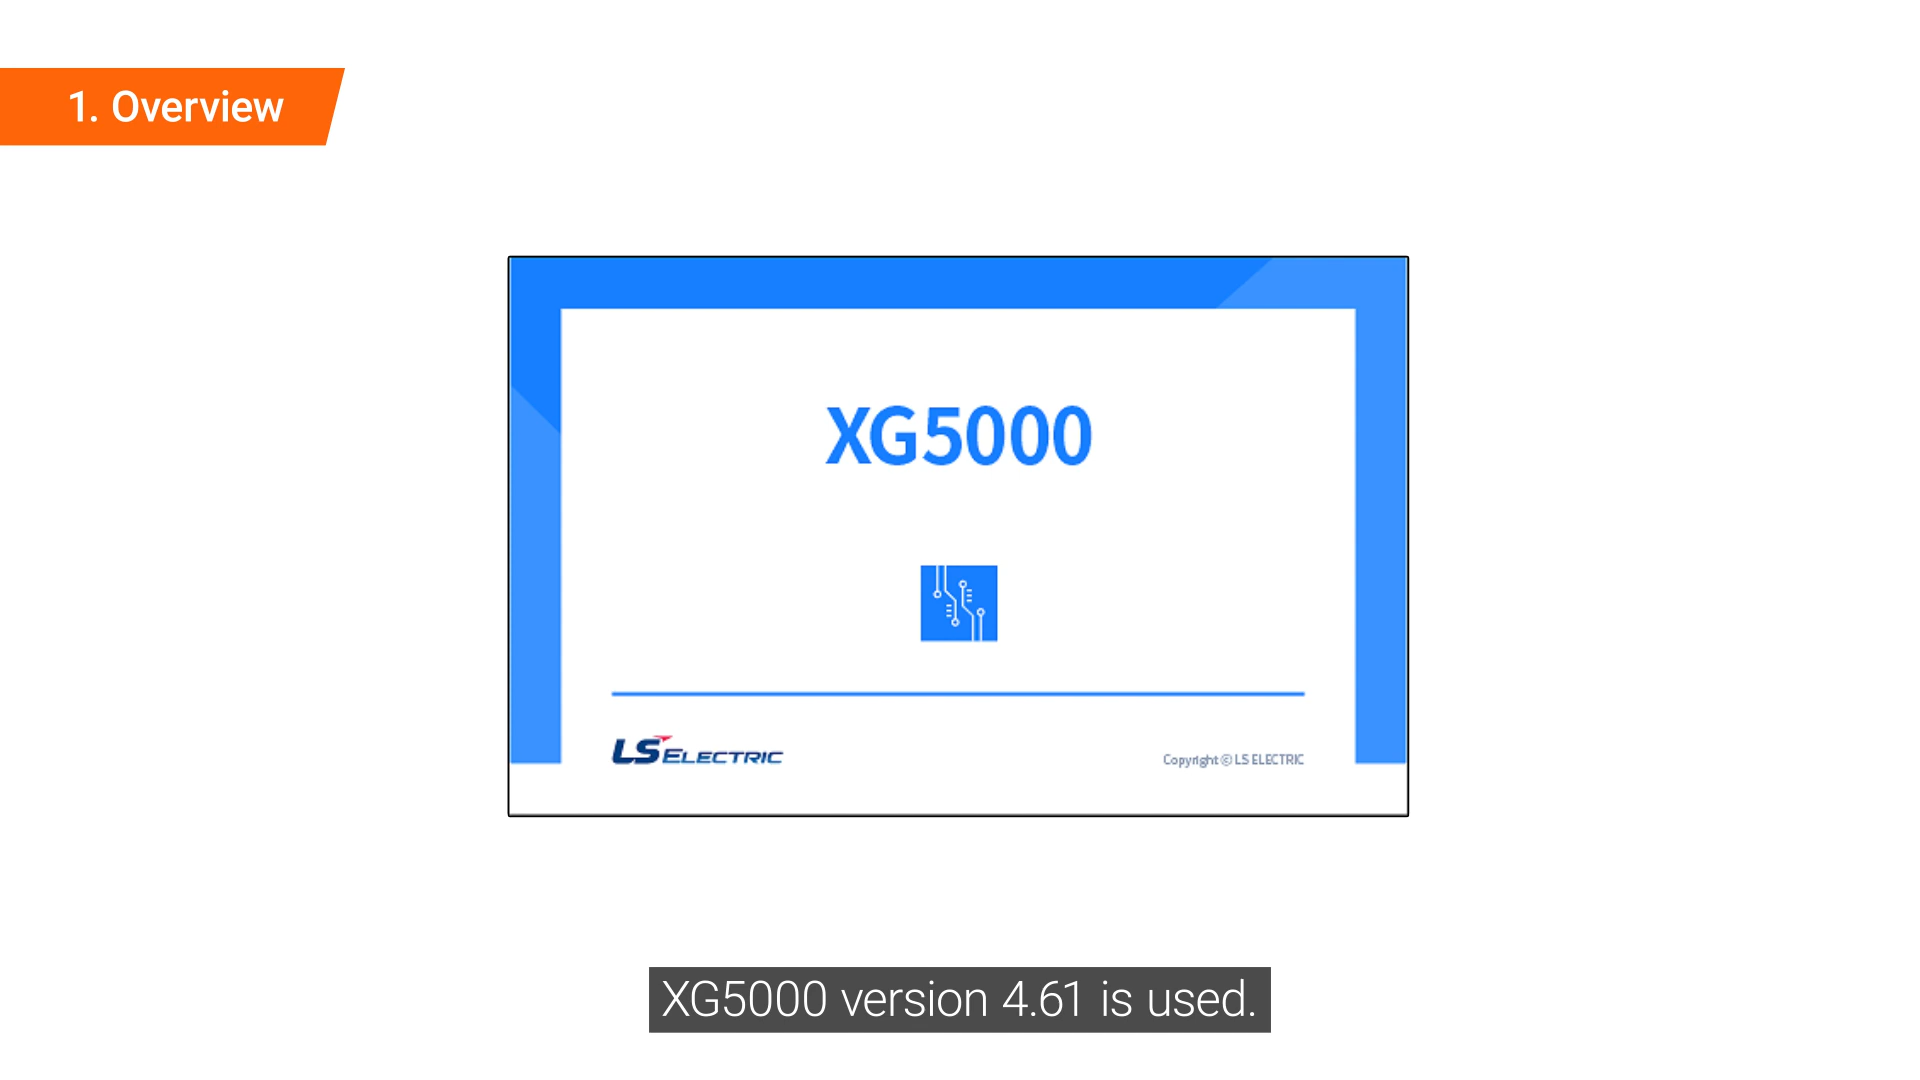 1. Overview
XG5000
LS ELECTRIC
Copyright © LS ELECTRIC
XG5000 version 4.61 is used.